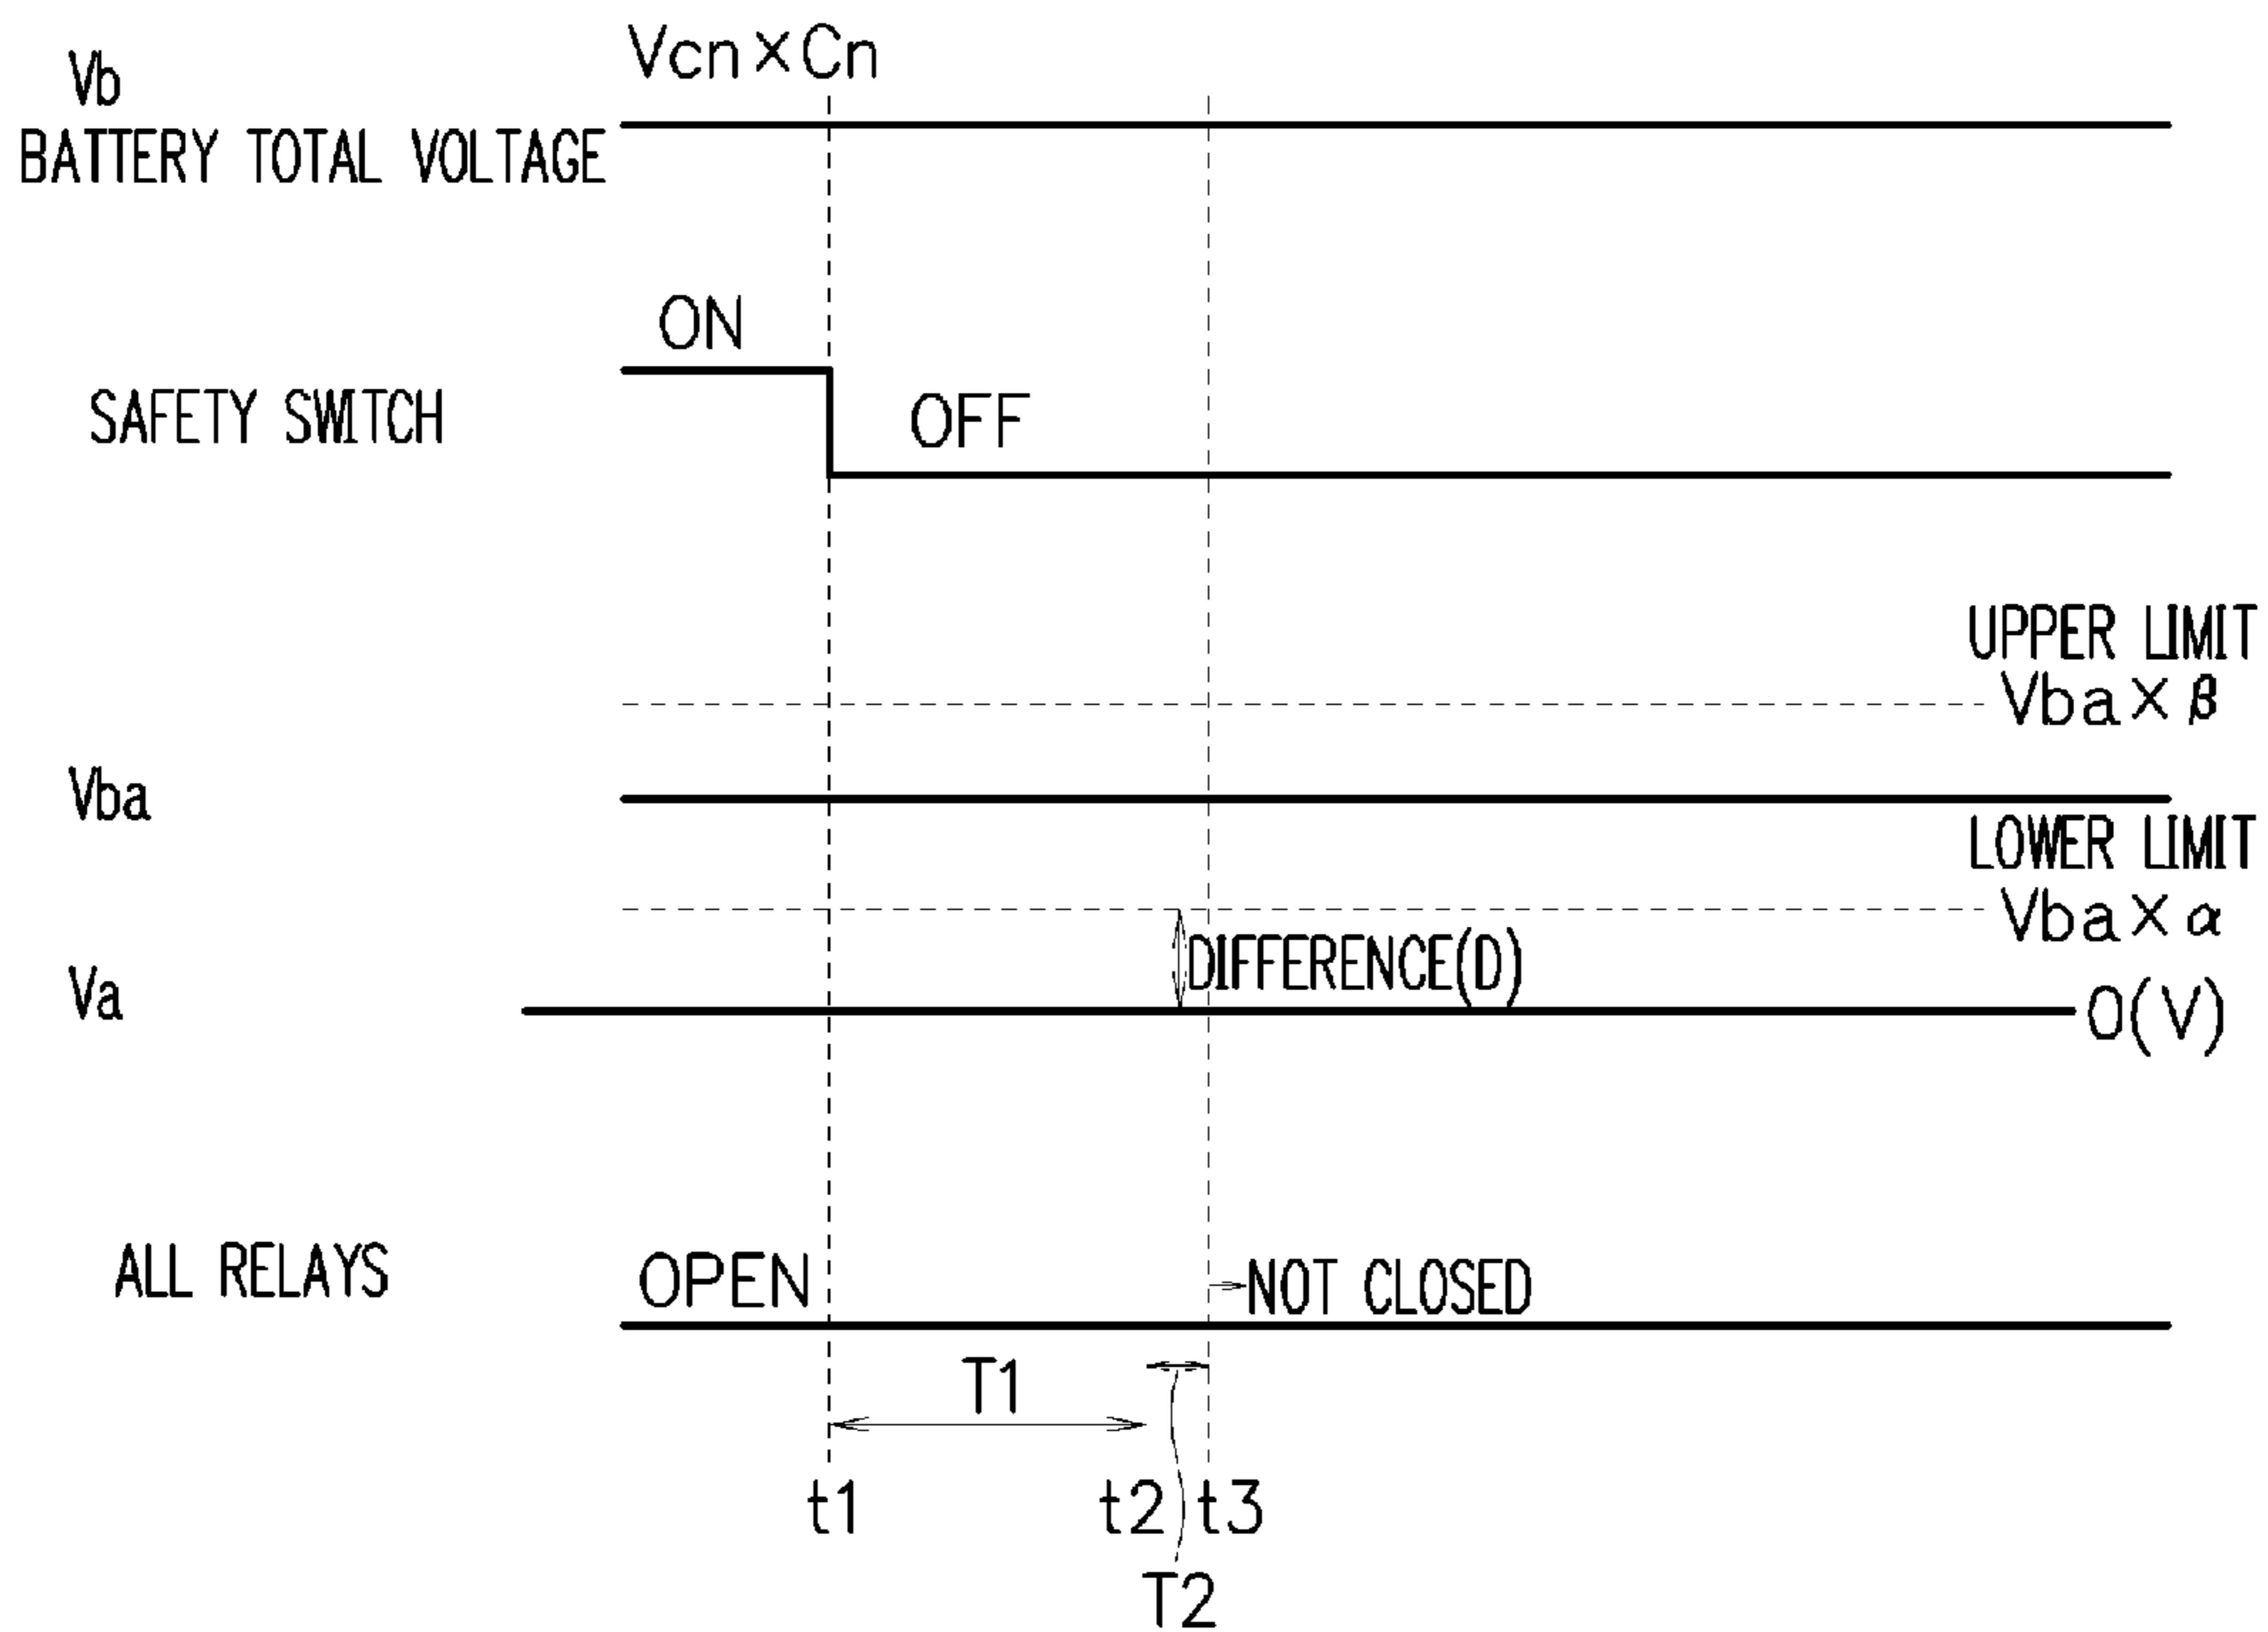 Vcn×Cn
Vb
BATTERY TOTAL VOLTAGE
ON
SAFETY SWITCH
OFF
UPPER LIMIT
Vba×β
Vba
LOWER LIMIT
Vba×α
DIFFERENCE(D)
Va
0(V)
ALL RELAYS
OPEN
NOT CLOSED
T1
t1
t2
t3
T2